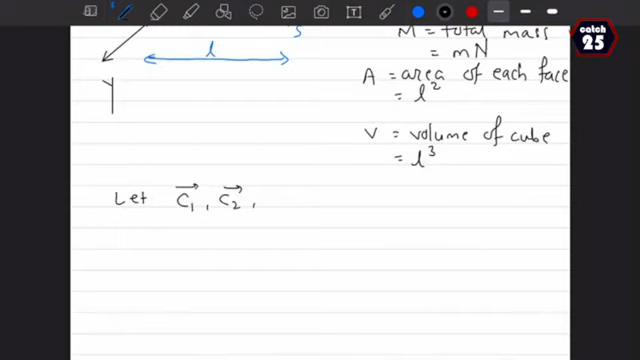 M = total mass
= mN
l
A = area of each face
= l²
Y
V = volume of cube
= l³
Let C₁⃗ , C₂⃗ ,
catch
25